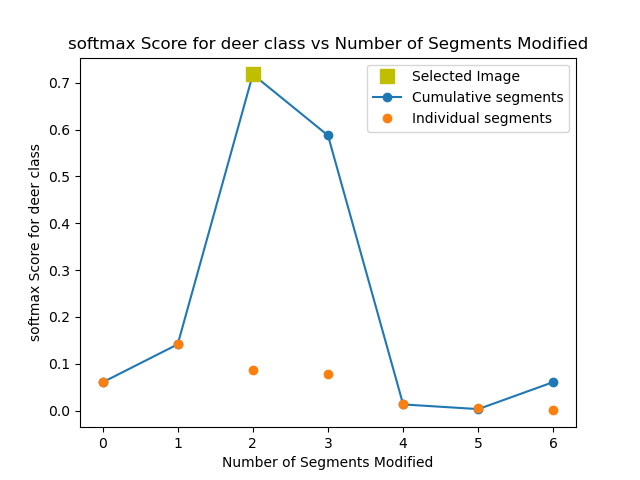 softmax Score for deer class vs Number of Segments Modified
Selected Image
Cumulative segments
Individual segments
softmax Score for deer class
0.7
0.6
0.5
0.4
0.3
0.2
0.1
0.0
0 1 2 3 4 5 6
Number of Segments Modified